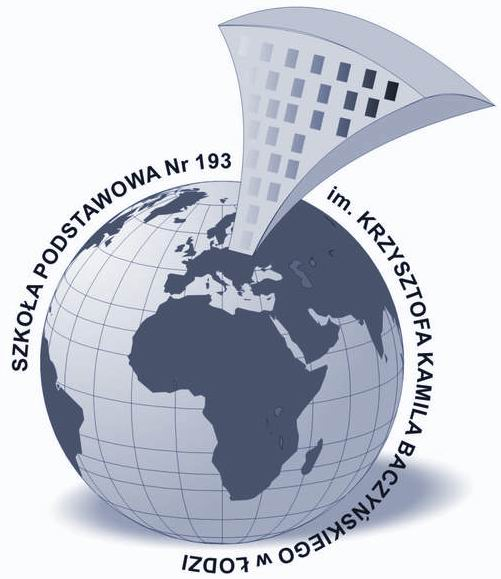 SZKOŁA PODSTAWOWA Nr 193
im. KRZYSZTOFA KAMILA BACZYŃSKIEGO w ŁODZI